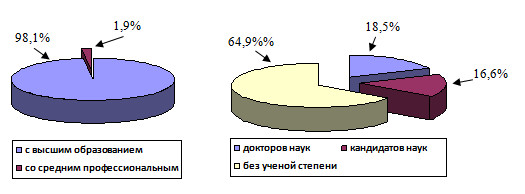 98,1%
1,9%
с высшим образованием
со средним профессиональным
64,9%%
18,5%
16,6%
докторов наук
кандидатов наук
без ученой степени